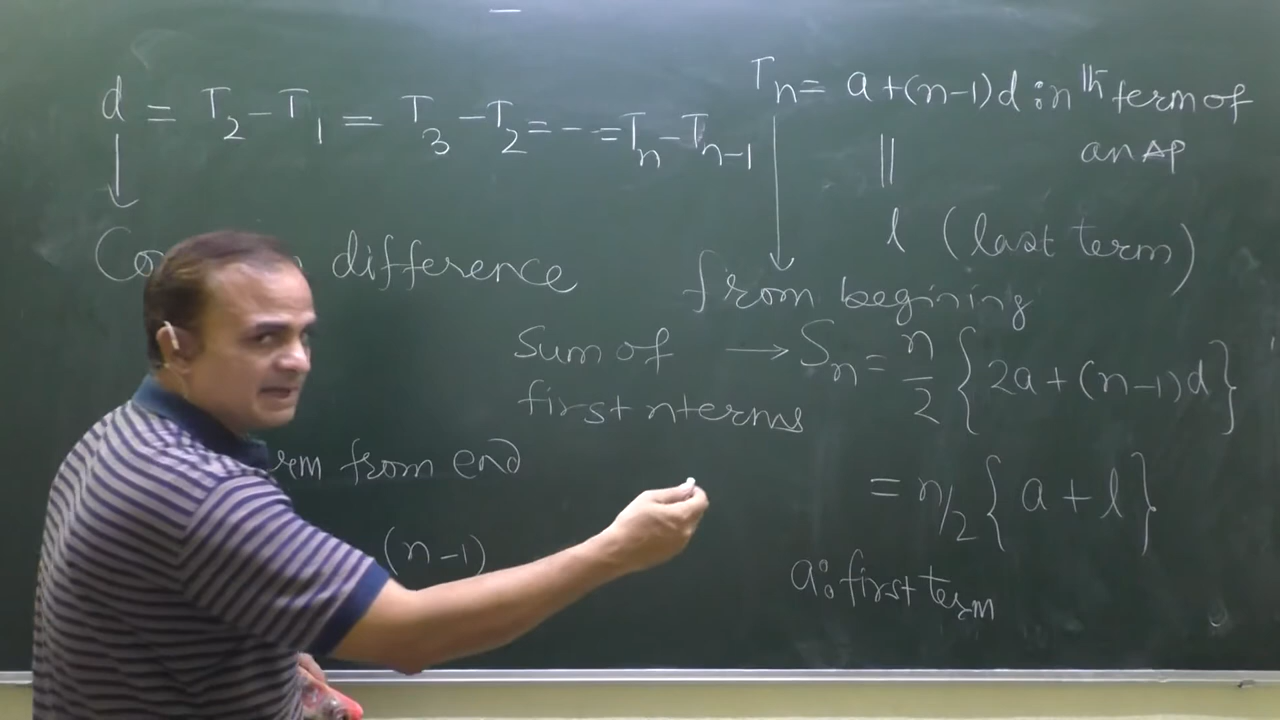 d = T₂ - T₁ = T₃ - T₂ = --- = Tₙ - Tₙ₋₁
difference
Tₙ = a + (n-1)d : nᵗʰ term of
an AP
||
l (last term)
from begining
Sum of → Sₙ = n/2 {2a + (n-1)d}
first n terms
= n/2 {a + l}
a: first term
from end
(n-1)